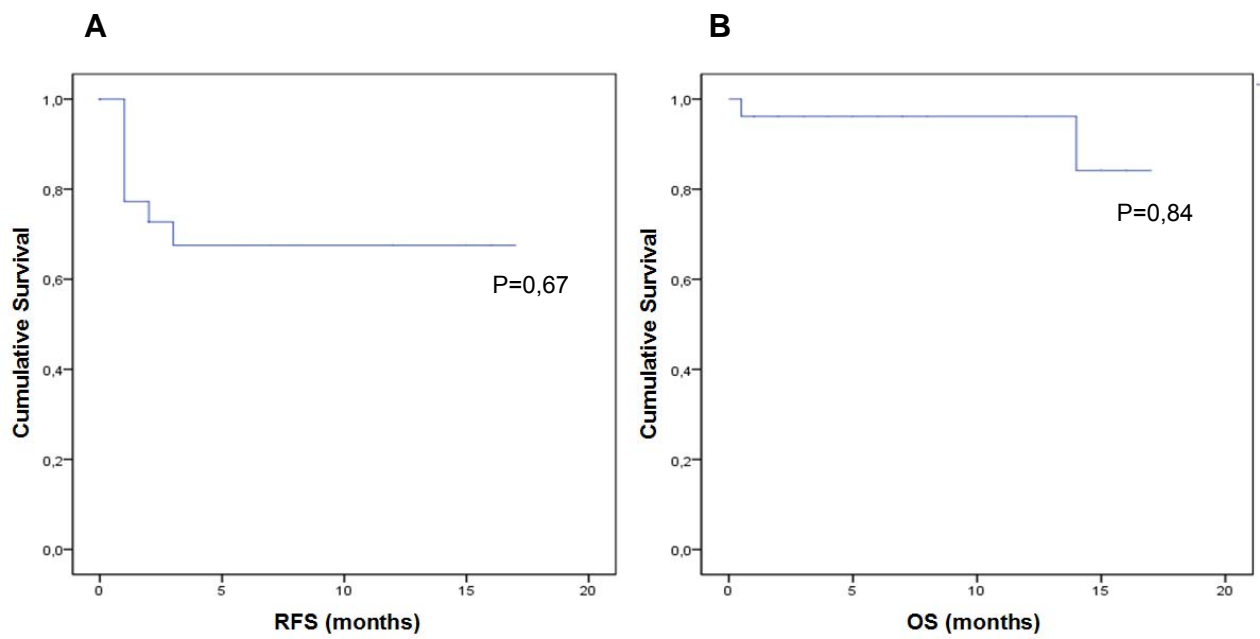 A
Cumulative Survival
1,0
0,8
0,6
0,4
0,2
0,0
P=0,67
0 5 10 15 20
RFS (months)
B
Cumulative Survival
1,0
0,8
0,6
0,4
0,2
0,0
P=0,84
0 5 10 15 20
OS (months)